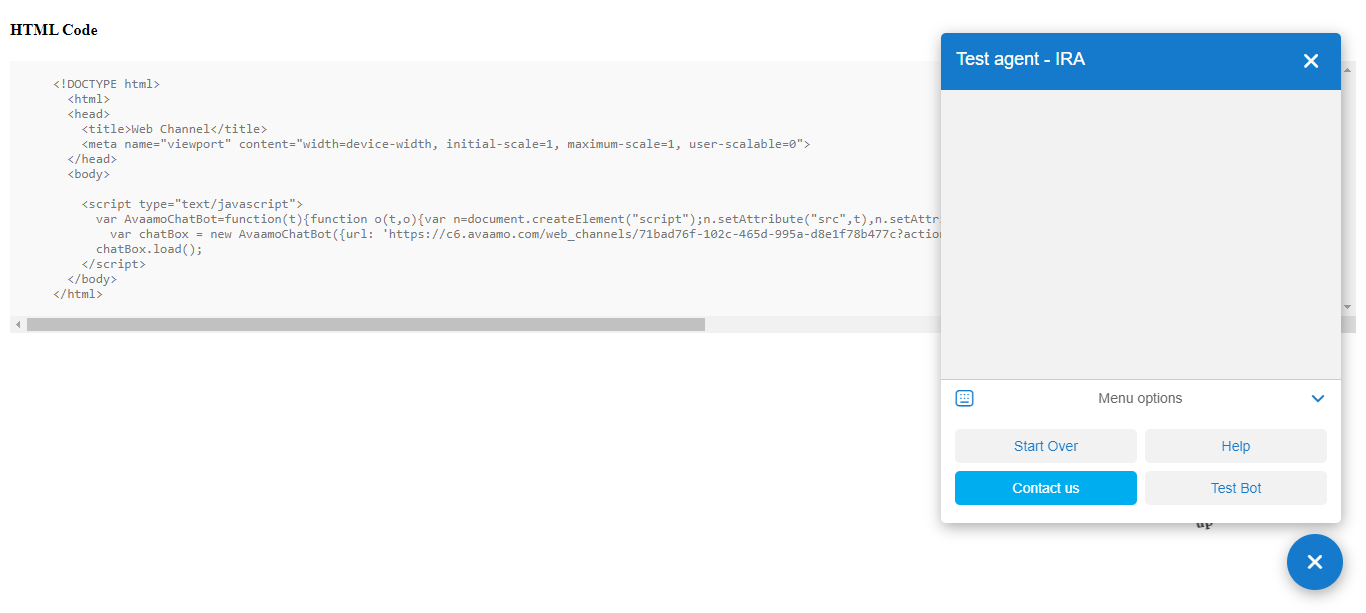 HTML Code
<!DOCTYPE html>
<html>
<head>
<title>Web Channel</title>
<meta name="viewport" content="width=device-width, initial-scale=1, maximum-scale=1, user-scalable=0">
</head>
<body>
<script type="text/javascript">
var AvaamoChatBot=function(t){function o(t,o){var n=document.createElement("script");n.setAttribute("src",t),n.setAttri
var chatBox = new AvaamoChatBot({url: 'https://c6.avaamo.com/web_channels/71bad76f-102c-465d-995a-d8e1f78b477c?action
chatBox.load();
</script>
</body>
</html>
Test agent - IRA
Menu options
Start Over
Help
Contact us
Test Bot
up